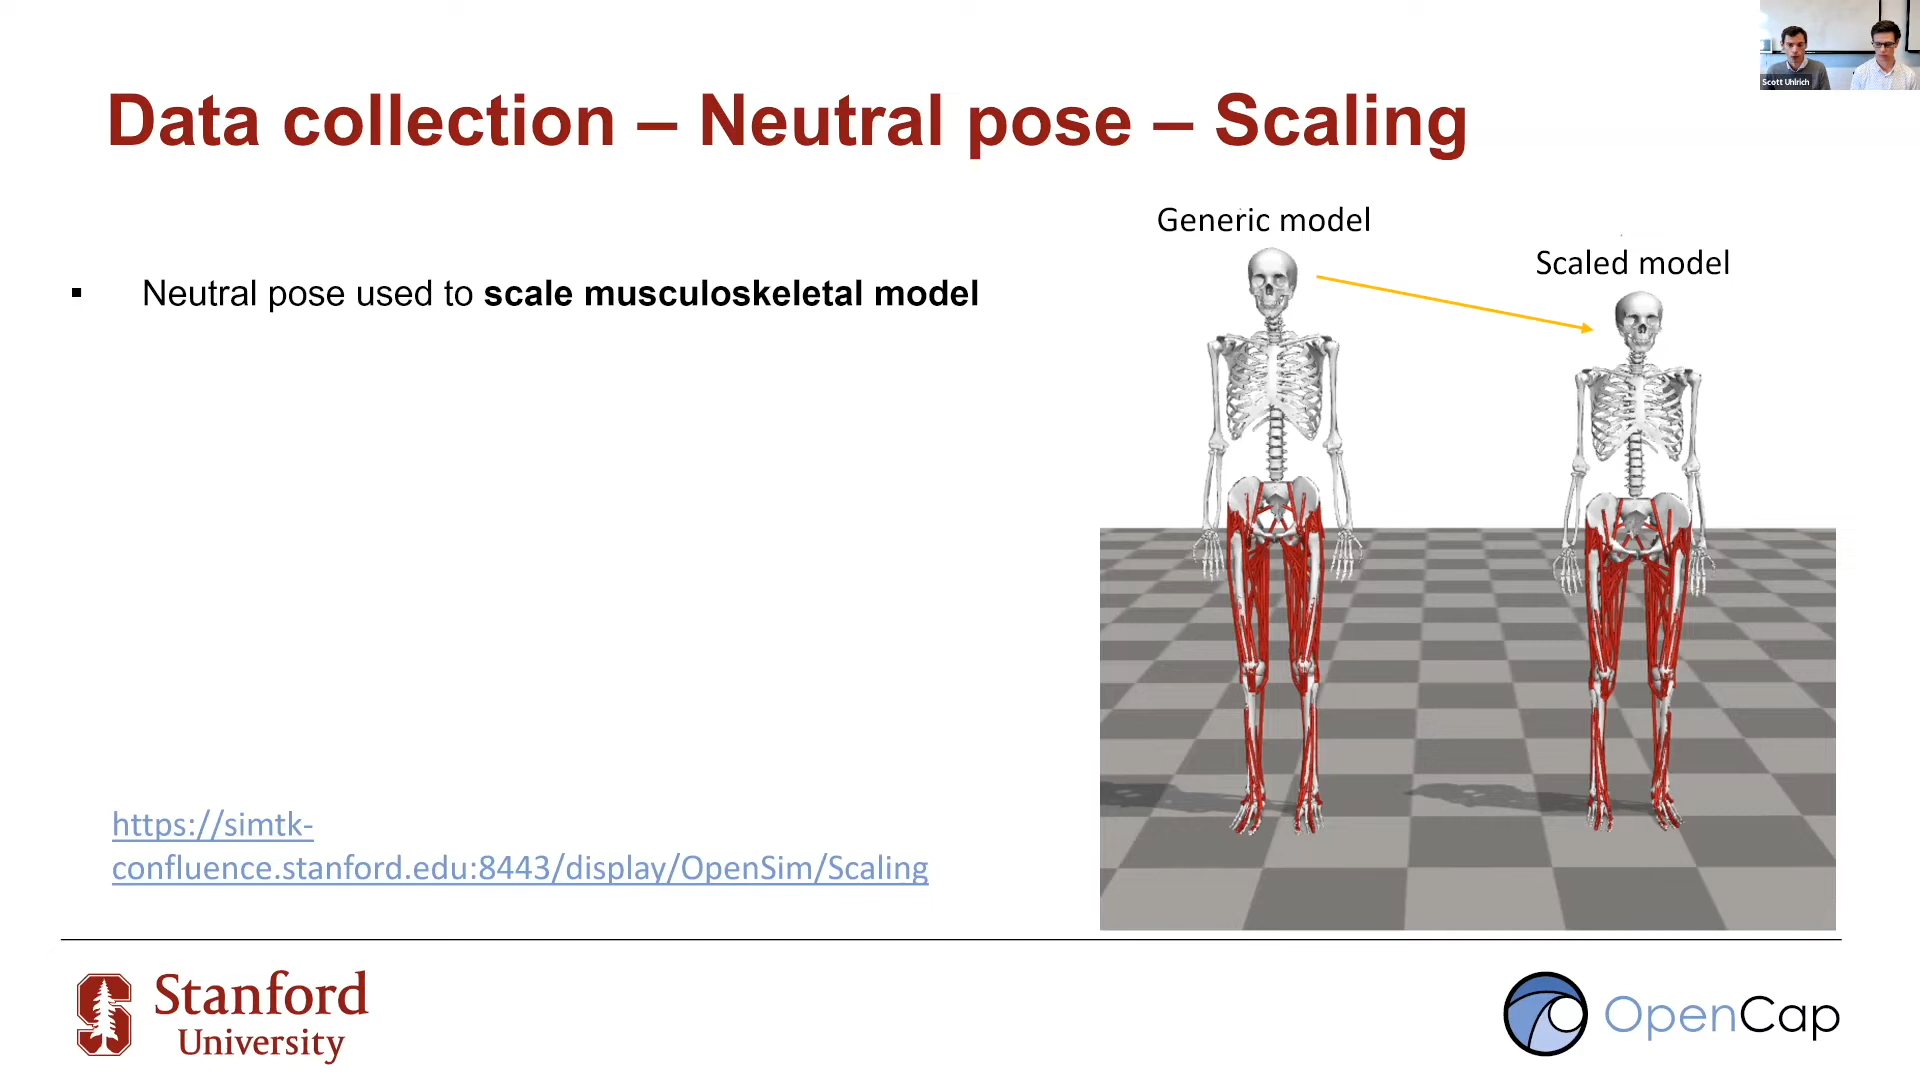 Scott Uhlrich
Data collection – Neutral pose – Scaling
Generic model
Scaled model
▪ Neutral pose used to scale musculoskeletal model
https://simtk-
confluence.stanford.edu:8443/display/OpenSim/Scaling
Stanford
University
OpenCap